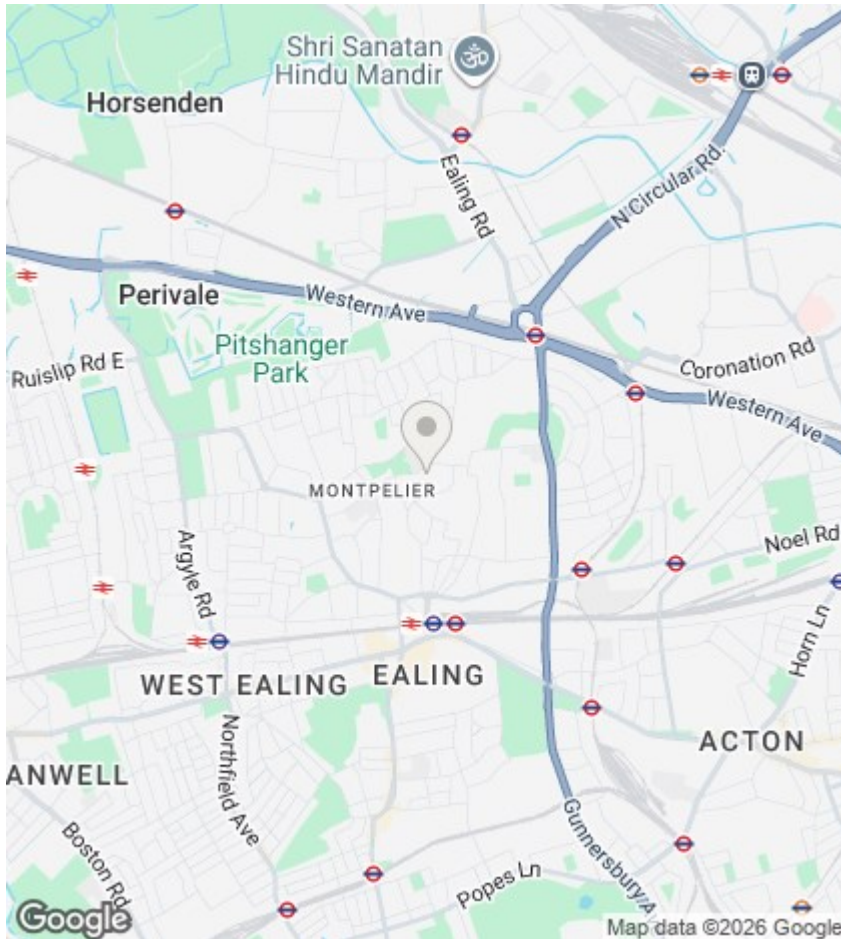 Shri Sanatan
Hindu Mandir
Horsenden
Ealing Rd
N Circular Rd.
Perivale
Western Ave
Pitshanger
Park
Ruislip Rd E
Coronation Rd
Western Ave
MONTPELIER
Argyle Rd
Noel Rd
Horn Ln
WEST EALING
EALING
ACTON
ANWELL
Northfield Ave
Boston Rd
Gunnersbury A
Popes Ln
Google
Map data ©2026 Google